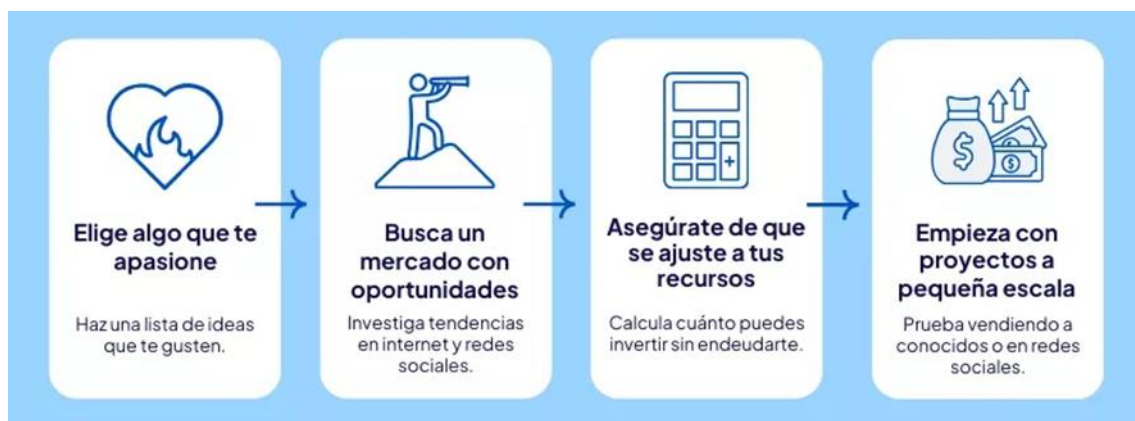 Elige algo que te
apasione
Haz una lista de ideas
que te gusten.
Busca un
mercado con
oportunidades
Investiga tendencias
en internet y redes
sociales.
Asegúrate de que
se ajuste a tus
recursos
Calcula cuánto puedes
invertir sin endeudarte.
Empieza con
proyectos a
pequeña escala
Prueba vendiendo a
conocidos o en redes
sociales.